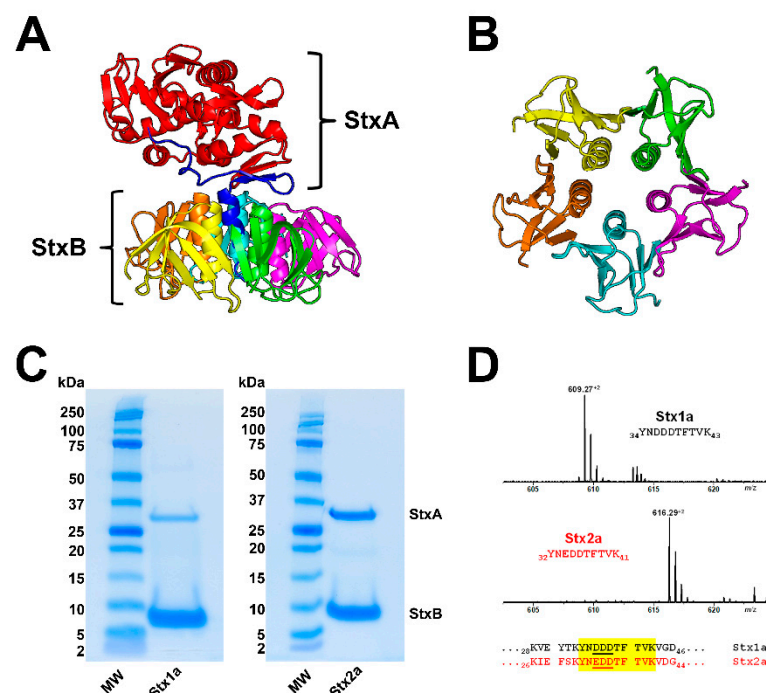 A
StxA
StxB
B
C
kDa
250
100
75
50
37
25
20
15
10
5
2
MW
Stx1a
kDa
250
100
75
50
37
25
20
15
10
5
2
MW
Stx2a
StxA
StxB
D
609.27+2
Stx1a
34YNDDDTFTVK43
605 610 615 620 m/z
616.29+2
Stx2a
32YNEDDTFTVK41
605 610 615 620 m/z
...28KVE YTKYNDDDTF TVKVGD46... Stx1a
...26KIE FSKYNEDDTF TVKVDG44... Stx2a